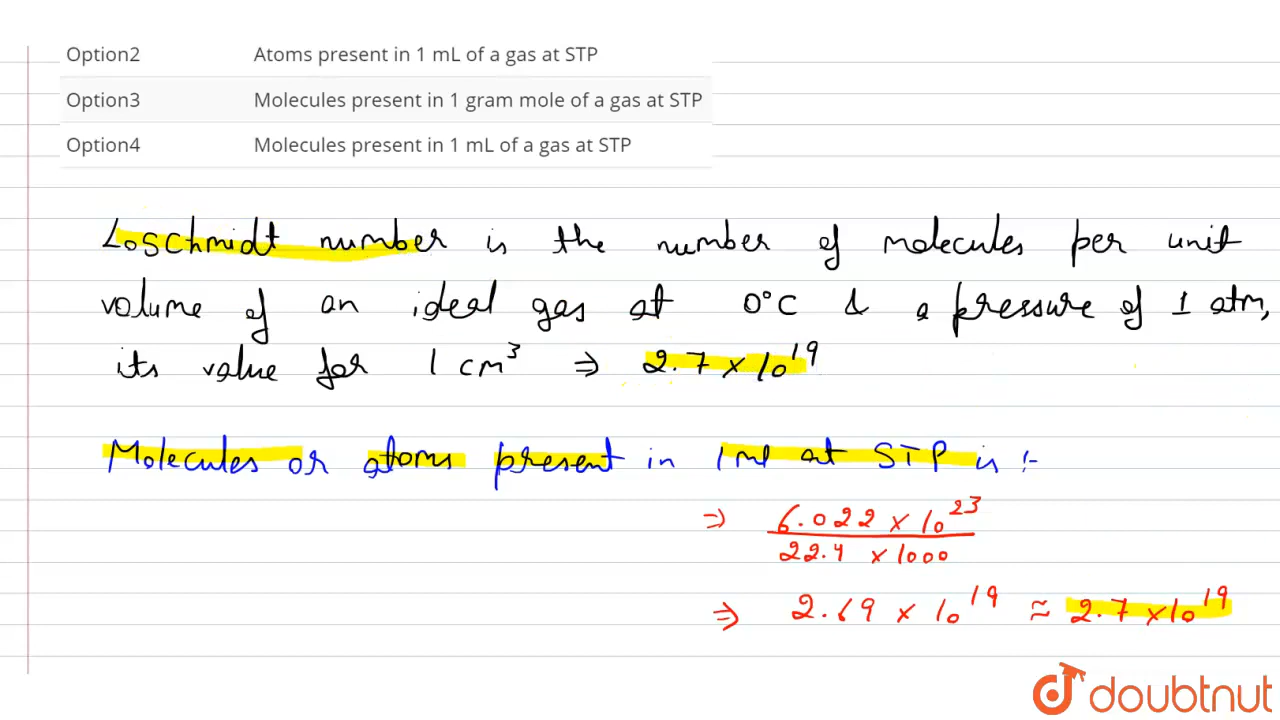 Option2 Atoms present in 1 mL of a gas at STP
Option3 Molecules present in 1 gram mole of a gas at STP
Option4 Molecules present in 1 mL of a gas at STP
Loschmidt number is the number of molecules per unit
volume of an ideal gas at 0°C & a pressure of 1 atm,
its value for 1 cm³ ⇒ 2.7 × 10¹⁹
Molecules or atoms present in 1ml at STP is :-
⇒ 6.022 × 10²³
22.4 × 1000
⇒ 2.69 × 10¹⁹ ≈ 2.7 × 10¹⁹
doubtnut